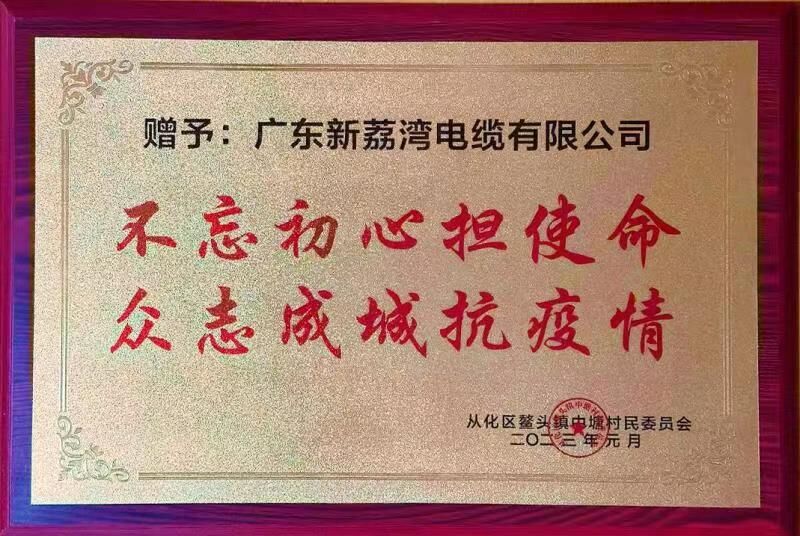 赠予：广东新荔湾电缆有限公司
不忘初心担使命
众志成城抗疫情
从化区鳌头镇中塘村民委员会
二〇二三年元月